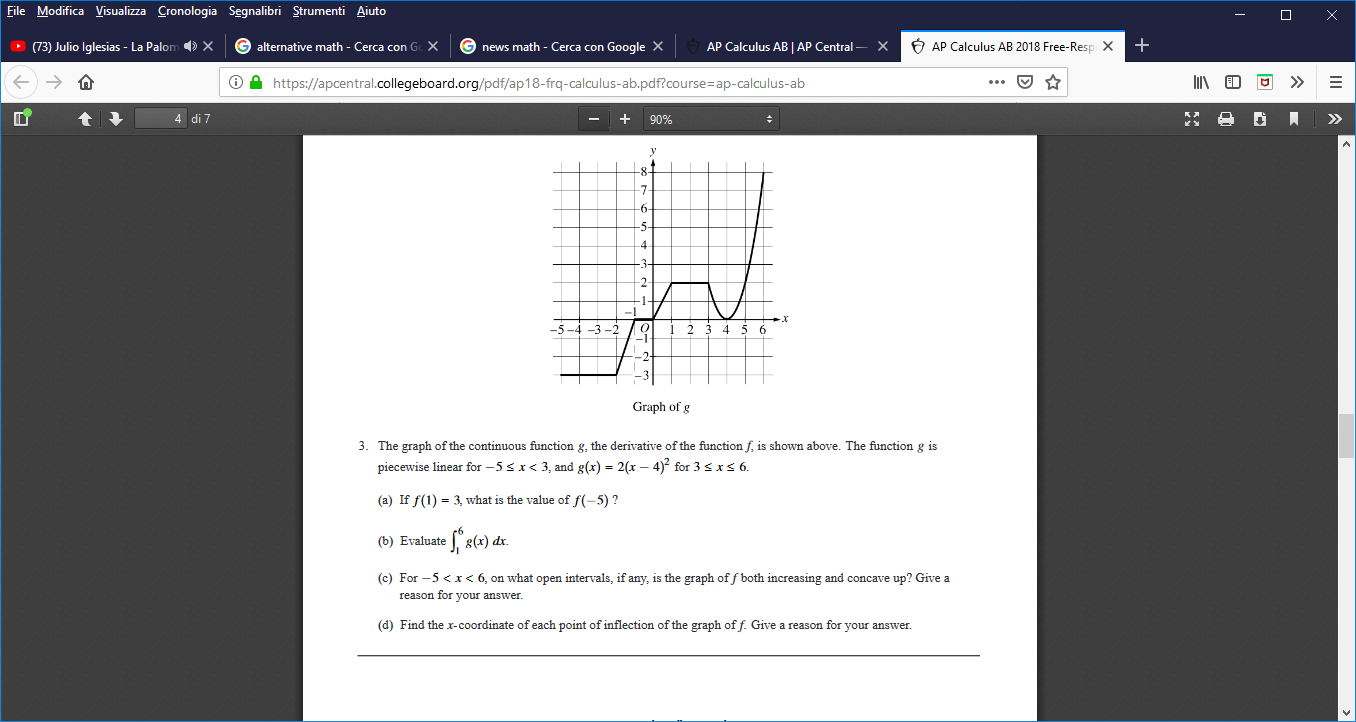 File Modifica Visualizza Cronologia Segnalibri Strumenti Aiuto
(73) Julio Iglesias - La Palom
alternative math - Cerca con Go
news math - Cerca con Google
AP Calculus AB | AP Central —
AP Calculus AB 2018 Free-Resp
https://apcentral.collegeboard.org/pdf/ap18-frq-calculus-ab.pdf?course=ap-calculus-ab
4 di 7
90%
y
8
7
6
5
4
3
2
1
–1
x
–5 –4 –3 –2 O 1 2 3 4 5 6
–1
–2
–3
Graph of g
3. The graph of the continuous function g, the derivative of the function f, is shown above. The function g is
piecewise linear for −5 ≤ x < 3, and g(x) = 2(x − 4)² for 3 ≤ x ≤ 6.
(a) If f(1) = 3, what is the value of f(−5) ?
(b) Evaluate ∫₁⁶ g(x) dx.
(c) For −5 < x < 6, on what open intervals, if any, is the graph of f both increasing and concave up? Give a
reason for your answer.
(d) Find the x-coordinate of each point of inflection of the graph of f. Give a reason for your answer.